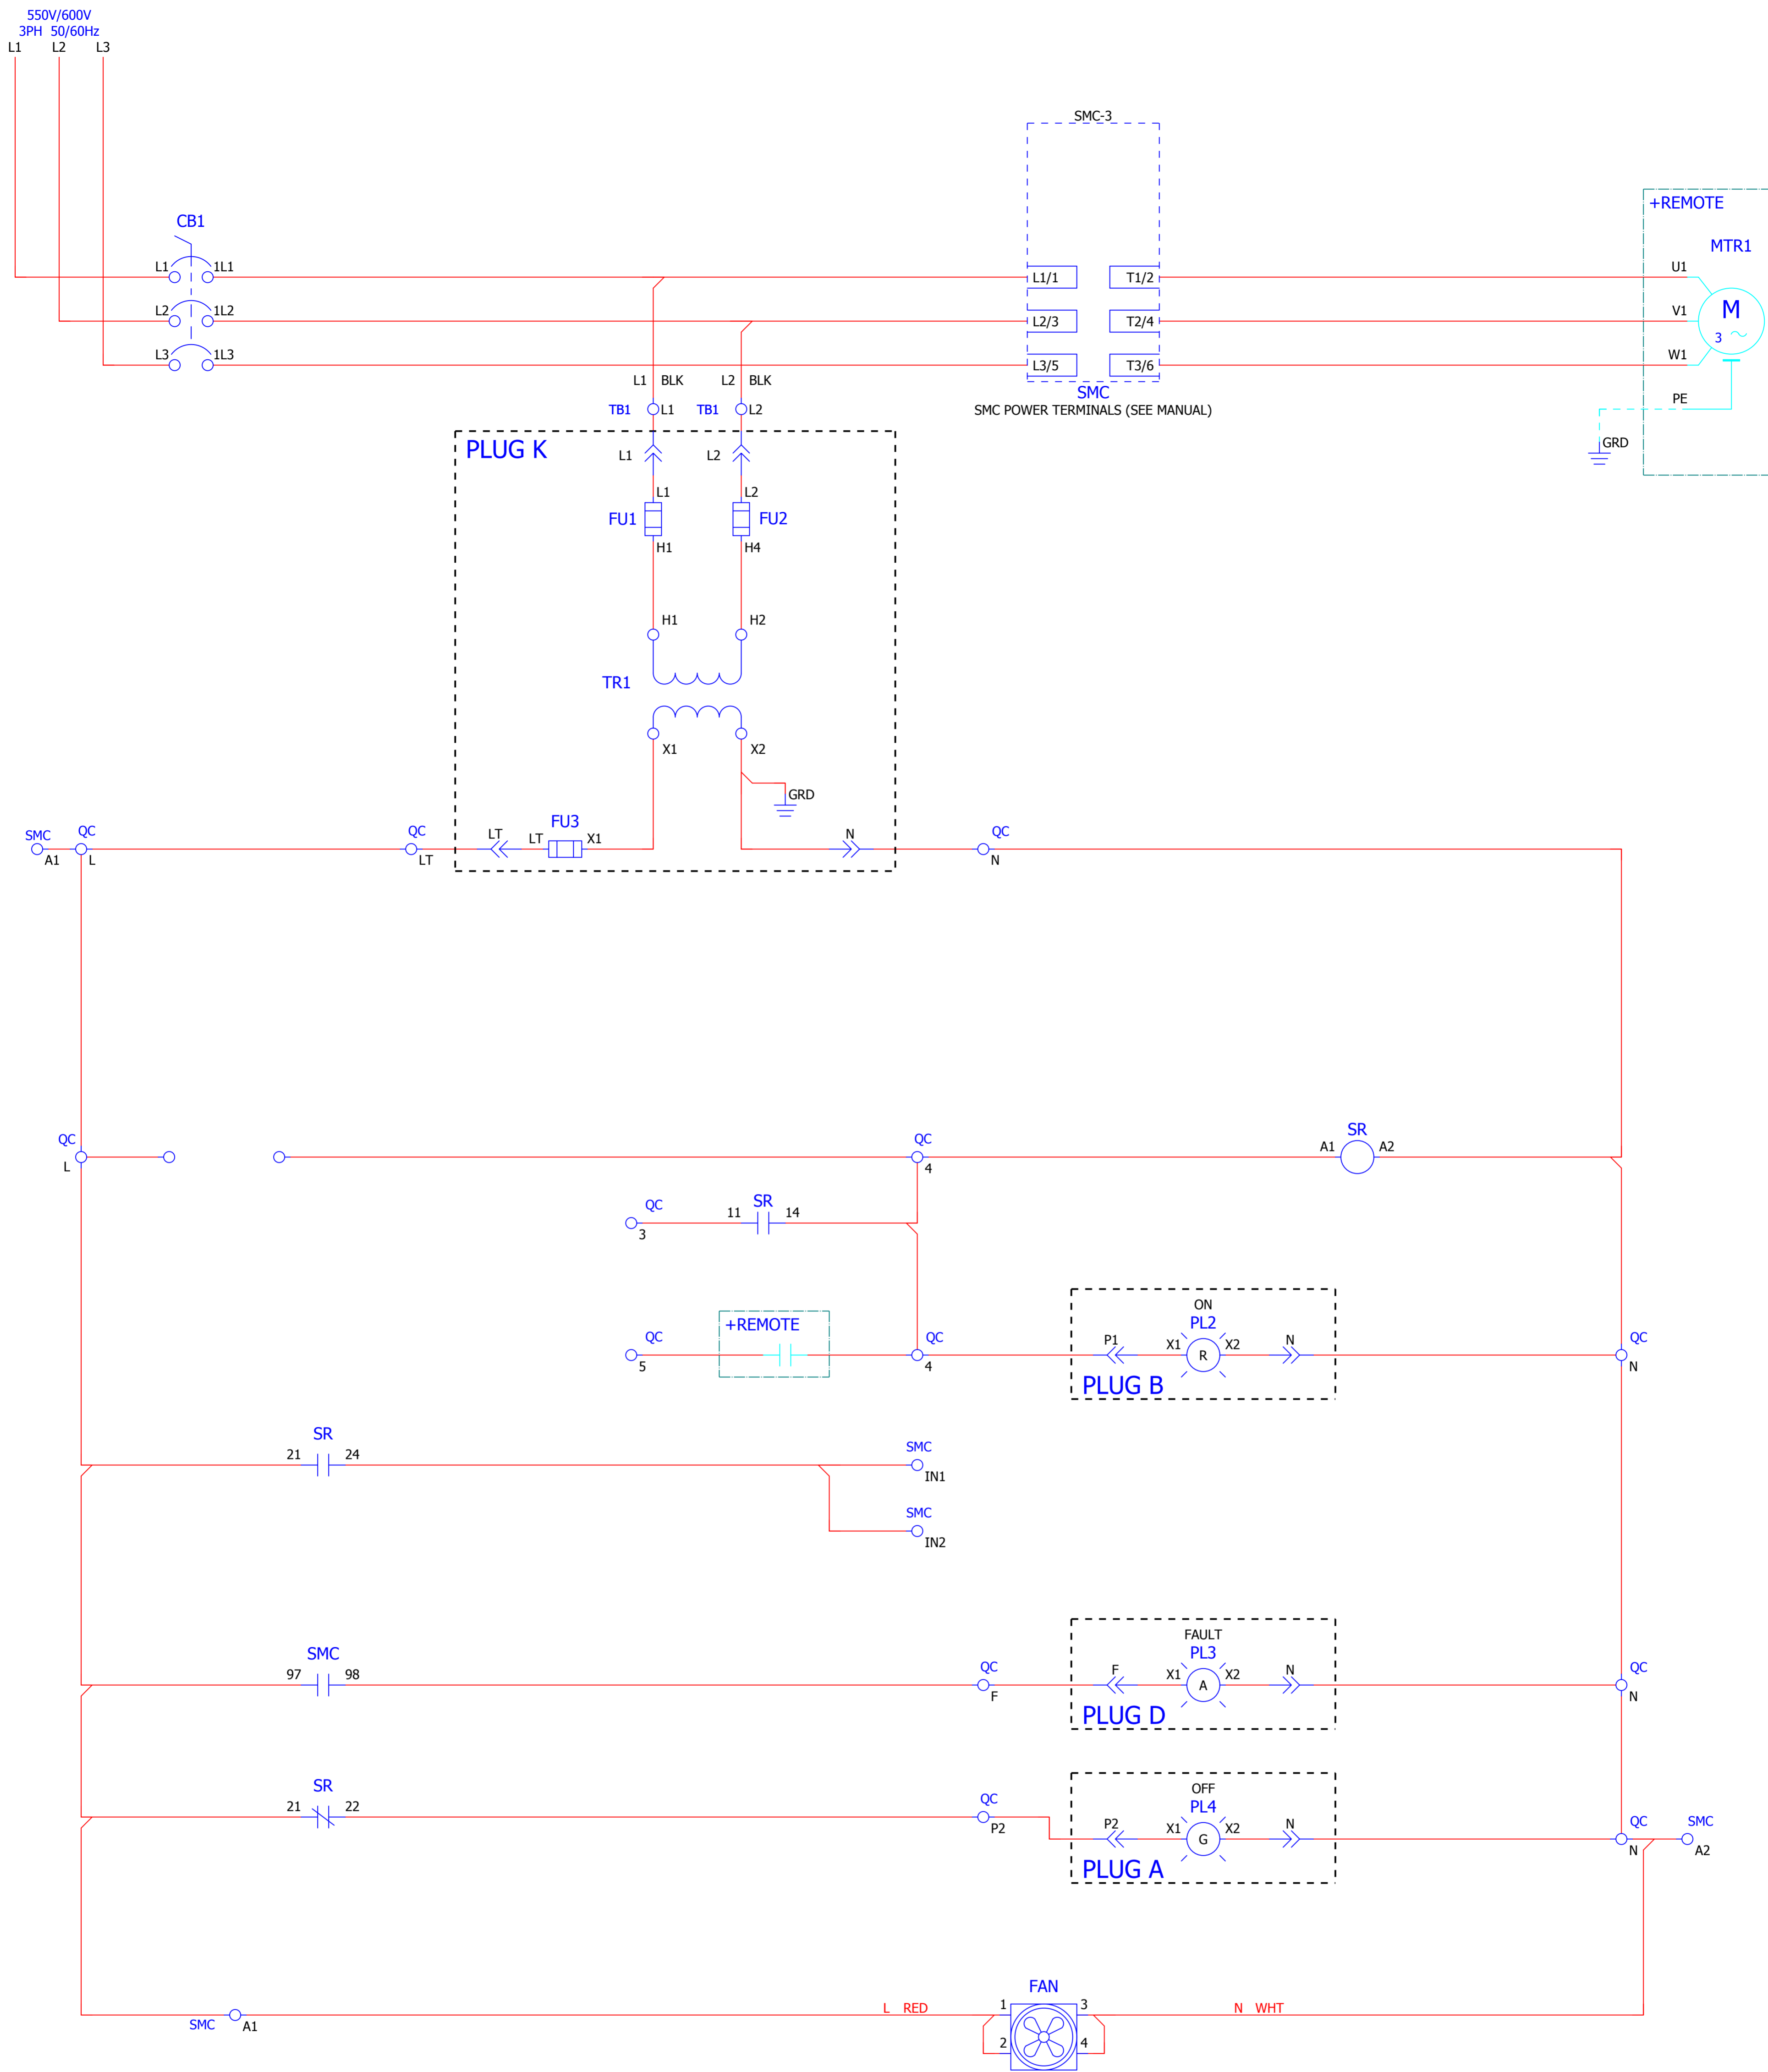 550V/600V
3PH 50/60Hz
L1 L2 L3
SMC-3
+REMOTE
CB1
MTR1
L1 1L1 L1/1 T1/2 U1
L2 1L2 L2/3 T2/4 V1
M
3
L3 1L3 L3/5 T3/6 W1
L1 BLK L2 BLK
SMC
PE
TB1 L1 TB1 L2
SMC POWER TERMINALS (SEE MANUAL)
GRD
PLUG K
L1 L2
L1 L2
FU1 FU2
H1 H4
H1 H2
TR1
X1 X2
GRD
FU3
SMC QC QC LT LT X1 N QC
A1 L LT N
QC QC SR
A1 A2
L 4
QC 11 SR 14
3
ON
+REMOTE PL2
QC QC P1 X1 X2 N QC
R
5 4 N
PLUG B
SR SMC
21 24
IN1
SMC
IN2
FAULT
SMC PL3
97 98 QC F X1 X2 N QC
A
F N
PLUG D
SR OFF
PL4
21 22 QC P2 X1 X2 N QC SMC
P2 G
N A2
PLUG A
FAN
L RED 1 3 N WHT
SMC A1
2 4